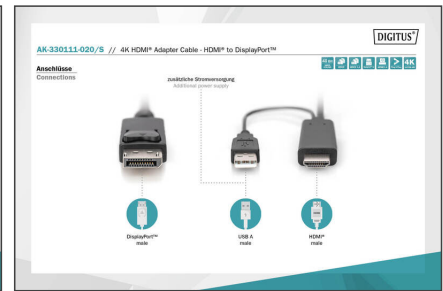 DIGITUS®
AK-330111-020/S // 4K HDMI® Adapter Cable - HDMI® to DisplayPort™
4K
Anschlüsse
Connections
zusätzliche Stromversorgung
Additional power supply
DisplayPort™
male
USB A
male
HDMI®
male